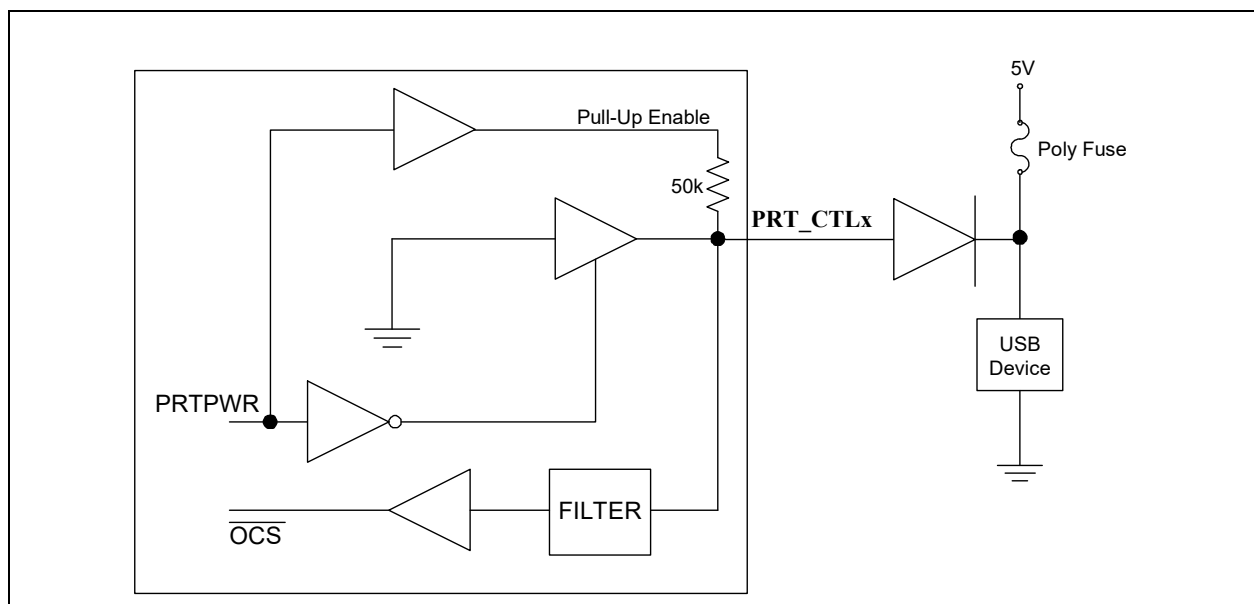 5V
Pull-Up Enable
Poly Fuse
50k
PRT_CTLx
USB
Device
PRTPWR
FILTER
OCS